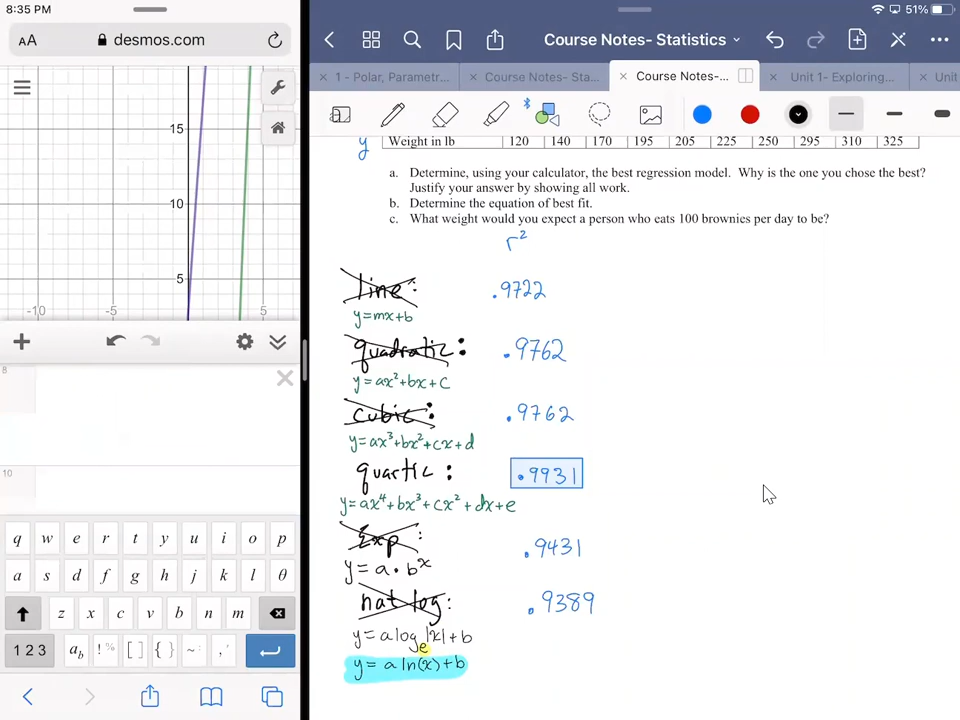 8:35 PM
51%
AA desmos.com
Course Notes- Statistics
1 - Polar, Parametr...
Course Notes- Sta...
Course Notes-...
Unit 1- Exploring...
Unit
15
10
5
-10 -5 5
8
10
q w e r t y u i o p
a s d f g h j k l θ
z x c v b n m
1 2 3 ab ! % [ ] { } ~ : , '
y Weight in lb 120 140 170 195 205 225 250 295 310 325
a. Determine, using your calculator, the best regression model. Why is the one you chose the best?
Justify your answer by showing all work.
b. Determine the equation of best fit.
c. What weight would you expect a person who eats 100 brownies per day to be?
r²
line: .9722
y=mx+b
quadratic: .9762
y=ax²+bx+c
cubic: .9762
y=ax³+bx²+cx+d
quartic: .9931
y=ax⁴+bx³+cx²+dx+e
Exp: .9431
y=a•bˣ
nat log: .9389
y=alogₑ|x|+b
y=a ln(x)+b